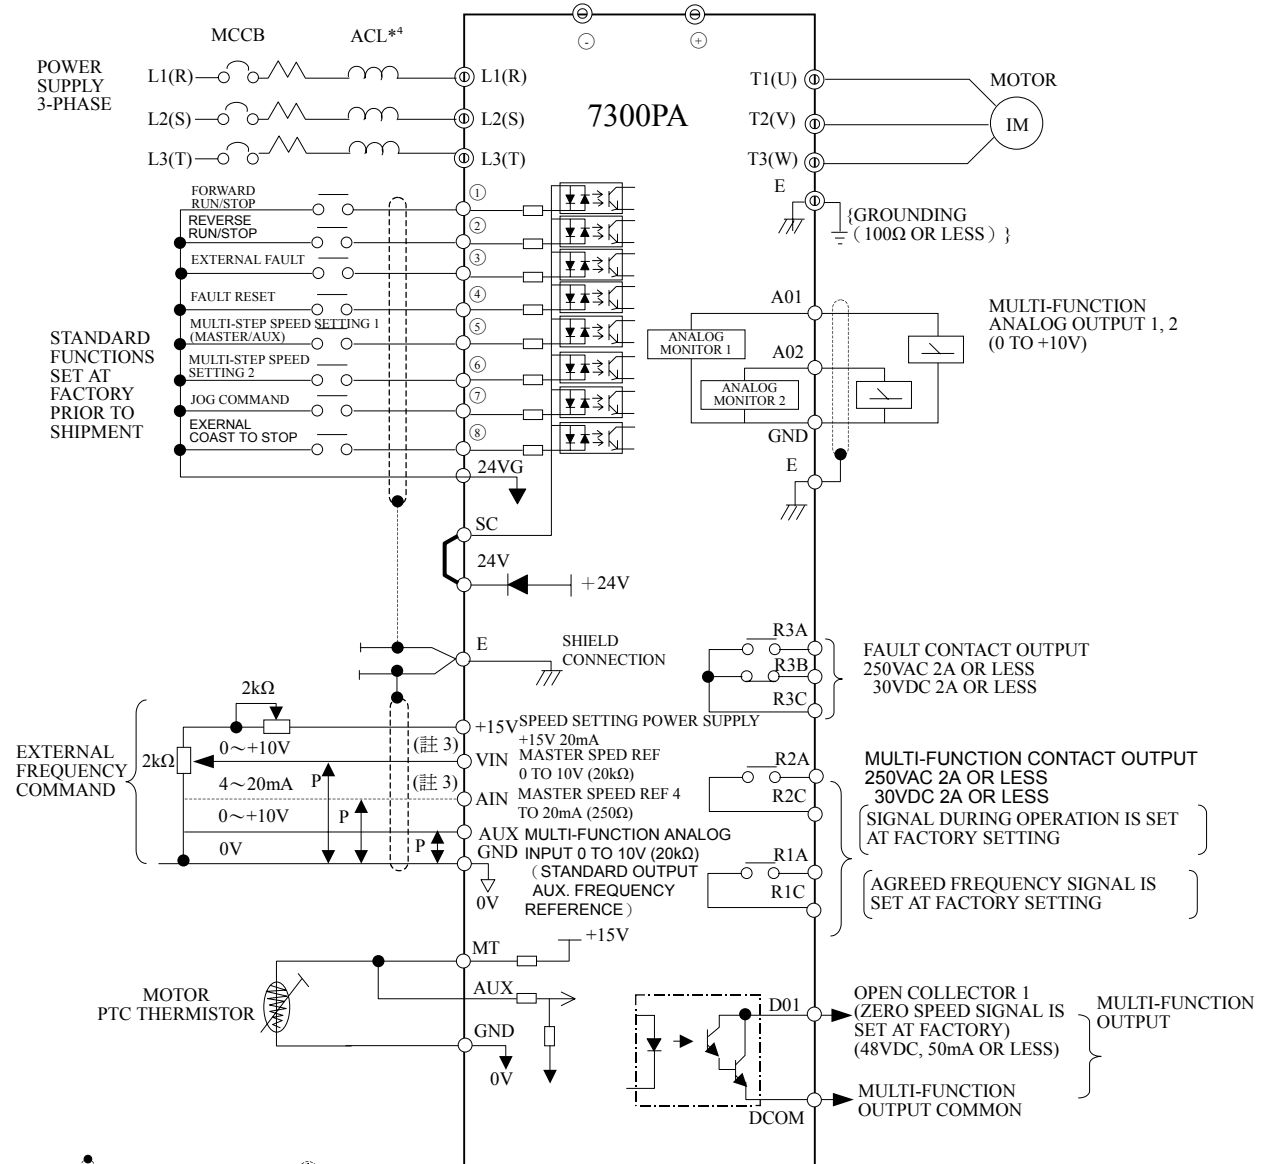 MCCB
ACL*4
-
+
POWER
SUPPLY
3-PHASE
L1(R)
L1(R)
L2(S)
L2(S)
L3(T)
L3(T)
7300PA
T1(U)
T2(V)
T3(W)
MOTOR
IM
E
{GROUNDING
(100Ω OR LESS) }
STANDARD
FUNCTIONS
SET AT
FACTORY
PRIOR TO
SHIPMENT
FORWARD
RUN/STOP
①
REVERSE
RUN/STOP
②
EXTERNAL FAULT
③
FAULT RESET
④
MULTI-STEP SPEED SETTING 1
(MASTER/AUX)
⑤
MULTI-STEP SPEED
SETTING 2
⑥
JOG COMMAND
⑦
EXERNAL
COAST TO STOP
⑧
24VG
SC
24V
+24V
A01
ANALOG
MONITOR 1
A02
ANALOG
MONITOR 2
GND
E
MULTI-FUNCTION
ANALOG OUTPUT 1, 2
(0 TO +10V)
E
SHIELD
CONNECTION
R3A
R3B
R3C
FAULT CONTACT OUTPUT
250VAC 2A OR LESS
30VDC 2A OR LESS
EXTERNAL
FREQUENCY
COMMAND
2kΩ
2kΩ
+15V
SPEED SETTING POWER SUPPLY
+15V 20mA
0～+10V
(註 3)
VIN
MASTER SPED REF
0 TO 10V (20kΩ)
4～20mA
P
(註 3)
AIN
MASTER SPEED REF 4
TO 20mA (250Ω)
0～+10V
P
AUX
0V
P
GND
MULTI-FUNCTION ANALOG
INPUT 0 TO 10V (20kΩ)
（STANDARD OUTPUT
AUX. FREQUENCY
REFERENCE）
0V
R2A
R2C
MULTI-FUNCTION CONTACT OUTPUT
250VAC 2A OR LESS
30VDC 2A OR LESS
SIGNAL DURING OPERATION IS SET
AT FACTORY SETTING
R1A
R1C
AGREED FREQUENCY SIGNAL IS
SET AT FACTORY SETTING
MT
+15V
AUX
MOTOR
PTC THERMISTOR
GND
0V
D01
OPEN COLLECTOR 1
(ZERO SPEED SIGNAL IS
SET AT FACTORY)
(48VDC, 50mA OR LESS)
MULTI-FUNCTION
OUTPUT
DCOM
MULTI-FUNCTION
OUTPUT COMMON